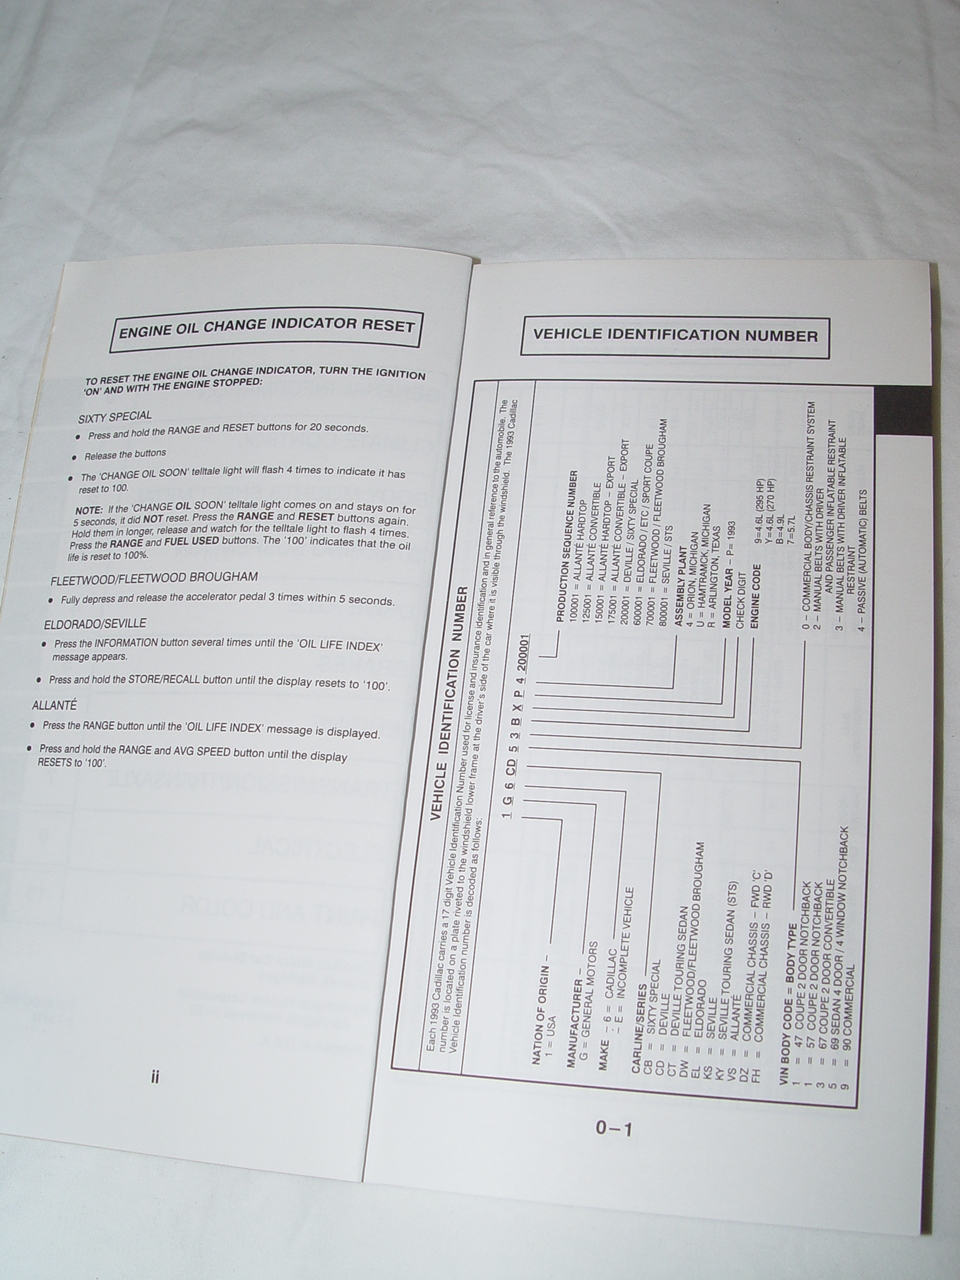 ENGINE OIL CHANGE INDICATOR RESET
TO RESET THE ENGINE OIL CHANGE INDICATOR, TURN THE IGNITION
'ON' AND WITH THE ENGINE STOPPED:
SIXTY SPECIAL
• Press and hold the RANGE and RESET buttons for 20 seconds.
• Release the buttons
• The 'CHANGE OIL SOON' telltale light will flash 4 times to indicate it has
reset to 100.
NOTE: If the 'CHANGE OIL SOON' telltale light comes on and stays on for
5 seconds, it did NOT reset. Press the RANGE and RESET buttons again.
Hold them in longer, release and watch for the telltale light to flash 4 times.
Press the RANGE and FUEL USED buttons. The '100' indicates that the oil
life is reset to 100%.
FLEETWOOD/FLEETWOOD BROUGHAM
• Fully depress and release the accelerator pedal 3 times within 5 seconds.
ELDORADO/SEVILLE
• Press the INFORMATION button several times until the 'OIL LIFE INDEX'
message appears.
• Press and hold the STORE/RECALL button until the display resets to '100'.
ALLANTÉ
• Press the RANGE button until the 'OIL LIFE INDEX' message is displayed.
• Press and hold the RANGE and AVG SPEED button until the display
RESETS to '100'.
ii
VEHICLE IDENTIFICATION NUMBER
VEHICLE IDENTIFICATION NUMBER
Each 1993 Cadillac carries a 17 digit Vehicle Identification Number used for license and insurance identification and in general reference to the automobile. The
number is located on a plate riveted to the windshield lower frame at the driver's side of the car where it is visible through the windshield. The 1993 Cadillac
Vehicle Identification number is decoded as follows:
1 G 6 CD 5 3 B X P 4 200001
NATION OF ORIGIN –
1 = USA
MANUFACTURER –
G = GENERAL MOTORS
MAKE : 6 = CADILLAC
– E = INCOMPLETE VEHICLE
CARLINE/SERIES
CB = SIXTY SPECIAL
CD = DEVILLE
CT = DEVILLE TOURING SEDAN
DW = FLEETWOOD/FLEETWOOD BROUGHAM
EL = ELDORADO
KS = SEVILLE
KY = SEVILLE TOURING SEDAN (STS)
VS = ALLANTÉ
DZ = COMMERCIAL CHASSIS – FWD 'C'
FH = COMMERCIAL CHASSIS – RWD 'D'
VIN BODY CODE = BODY TYPE
1 = 47 COUPE 2 DOOR NOTCHBACK
1 = 57 COUPE 2 DOOR NOTCHBACK
3 = 67 COUPE 2 DOOR CONVERTIBLE
5 = 69 SEDAN 4 DOOR / 4 WINDOW NOTCHBACK
9 = 90 COMMERCIAL
PRODUCTION SEQUENCE NUMBER
100001 = ALLANTÉ HARDTOP
125001 = ALLANTÉ CONVERTIBLE
150001 = ALLANTÉ HARDTOP – EXPORT
175001 = ALLANTÉ CONVERTIBLE – EXPORT
200001 = DEVILLE / SIXTY SPECIAL
600001 = ELDORADO / ETC / SPORT COUPE
700001 = FLEETWOOD / FLEETWOOD BROUGHAM
800001 = SEVILLE / STS
ASSEMBLY PLANT
4 = ORION, MICHIGAN
U = HAMTRAMCK, MICHIGAN
R = ARLINGTON, TEXAS
MODEL YEAR – P = 1993
CHECK DIGIT
ENGINE CODE
9=4.6L (295 HP)
Y=4.6L (270 HP)
B=4.9L
7=5.7L
0 – COMMERCIAL BODY/CHASSIS RESTRAINT SYSTEM
2 – MANUAL BELTS WITH DRIVER
AND PASSENGER INFLATABLE RESTRAINT
3 – MANUAL BELTS WITH DRIVER INFLATABLE
RESTRAINT
4 – PASSIVE (AUTOMATIC) BELTS
0–1